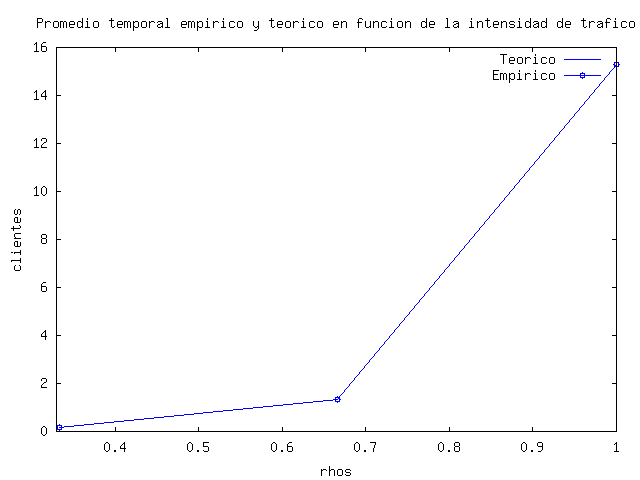 Promedio temporal empirico y teorico en funcion de la intensidad de trafico
16
14
12
10
8
6
4
2
0
clientes
Teorico
Empirico
0.4 0.5 0.6 0.7 0.8 0.9 1
rhos